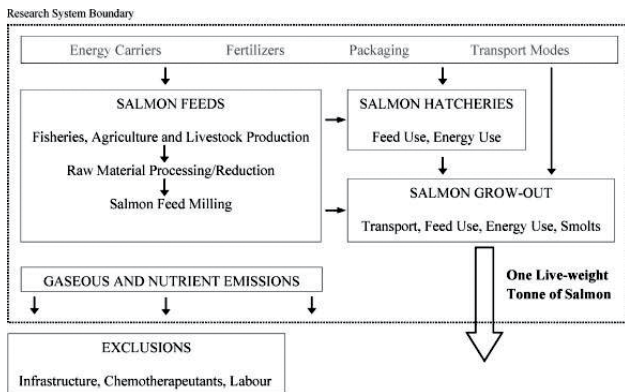 Research System Boundary
Energy Carriers Fertilizers Packaging Transport Modes
SALMON FEEDS
Fisheries, Agriculture and Livestock Production
Raw Material Processing/Reduction
Salmon Feed Milling
SALMON HATCHERIES
Feed Use, Energy Use
SALMON GROW-OUT
Transport, Feed Use, Energy Use, Smolts
GASEOUS AND NUTRIENT EMISSIONS
One Live-weight
Tonne of Salmon
EXCLUSIONS
Infrastructure, Chemotherapeutants, Labour